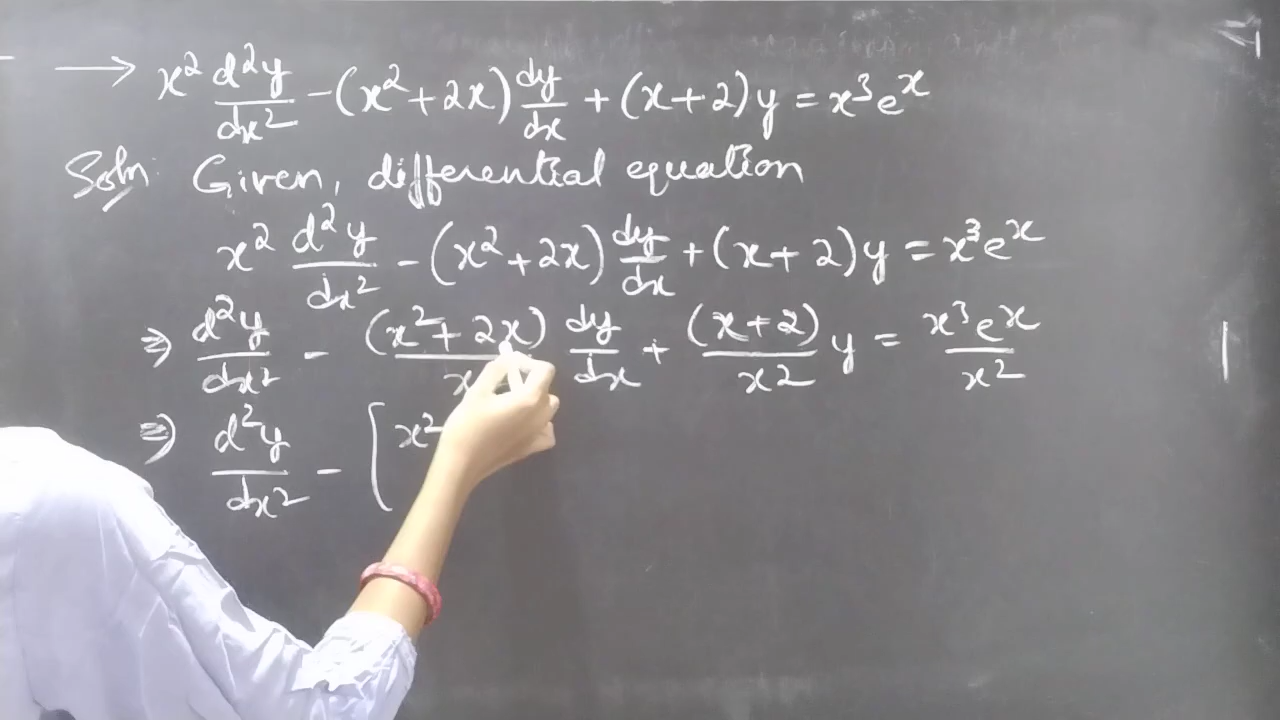 → x² d²y/dx² - (x² + 2x) dy/dx + (x + 2)y = x³eˣ
Soln: Given, differential equation
x² d²y/dx² - (x² + 2x) dy/dx + (x + 2)y = x³eˣ
⇒ d²y/dx² - (x² + 2x)/x dy/dx + (x + 2)/x² y = x³eˣ/x²
⇒ d²y/dx² - [x²